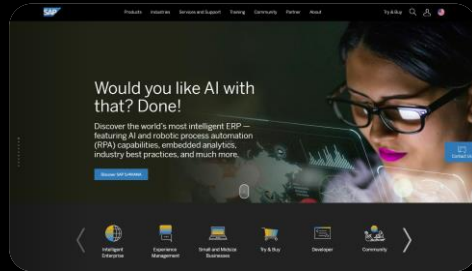 SAP
Products Industries Services and Support Training Community Partner About
Try & Buy
Would you like AI with
that? Done!
Discover the world's most intelligent ERP –
featuring AI and robotic process automation
(RPA) capabilities, embedded analytics,
industry best practices, and much more.
Discover SAP S/4HANA
Contact Us
Intelligent
Enterprise
Experience
Management
Small and Midsize
Businesses
Try & Buy
Developer
Community